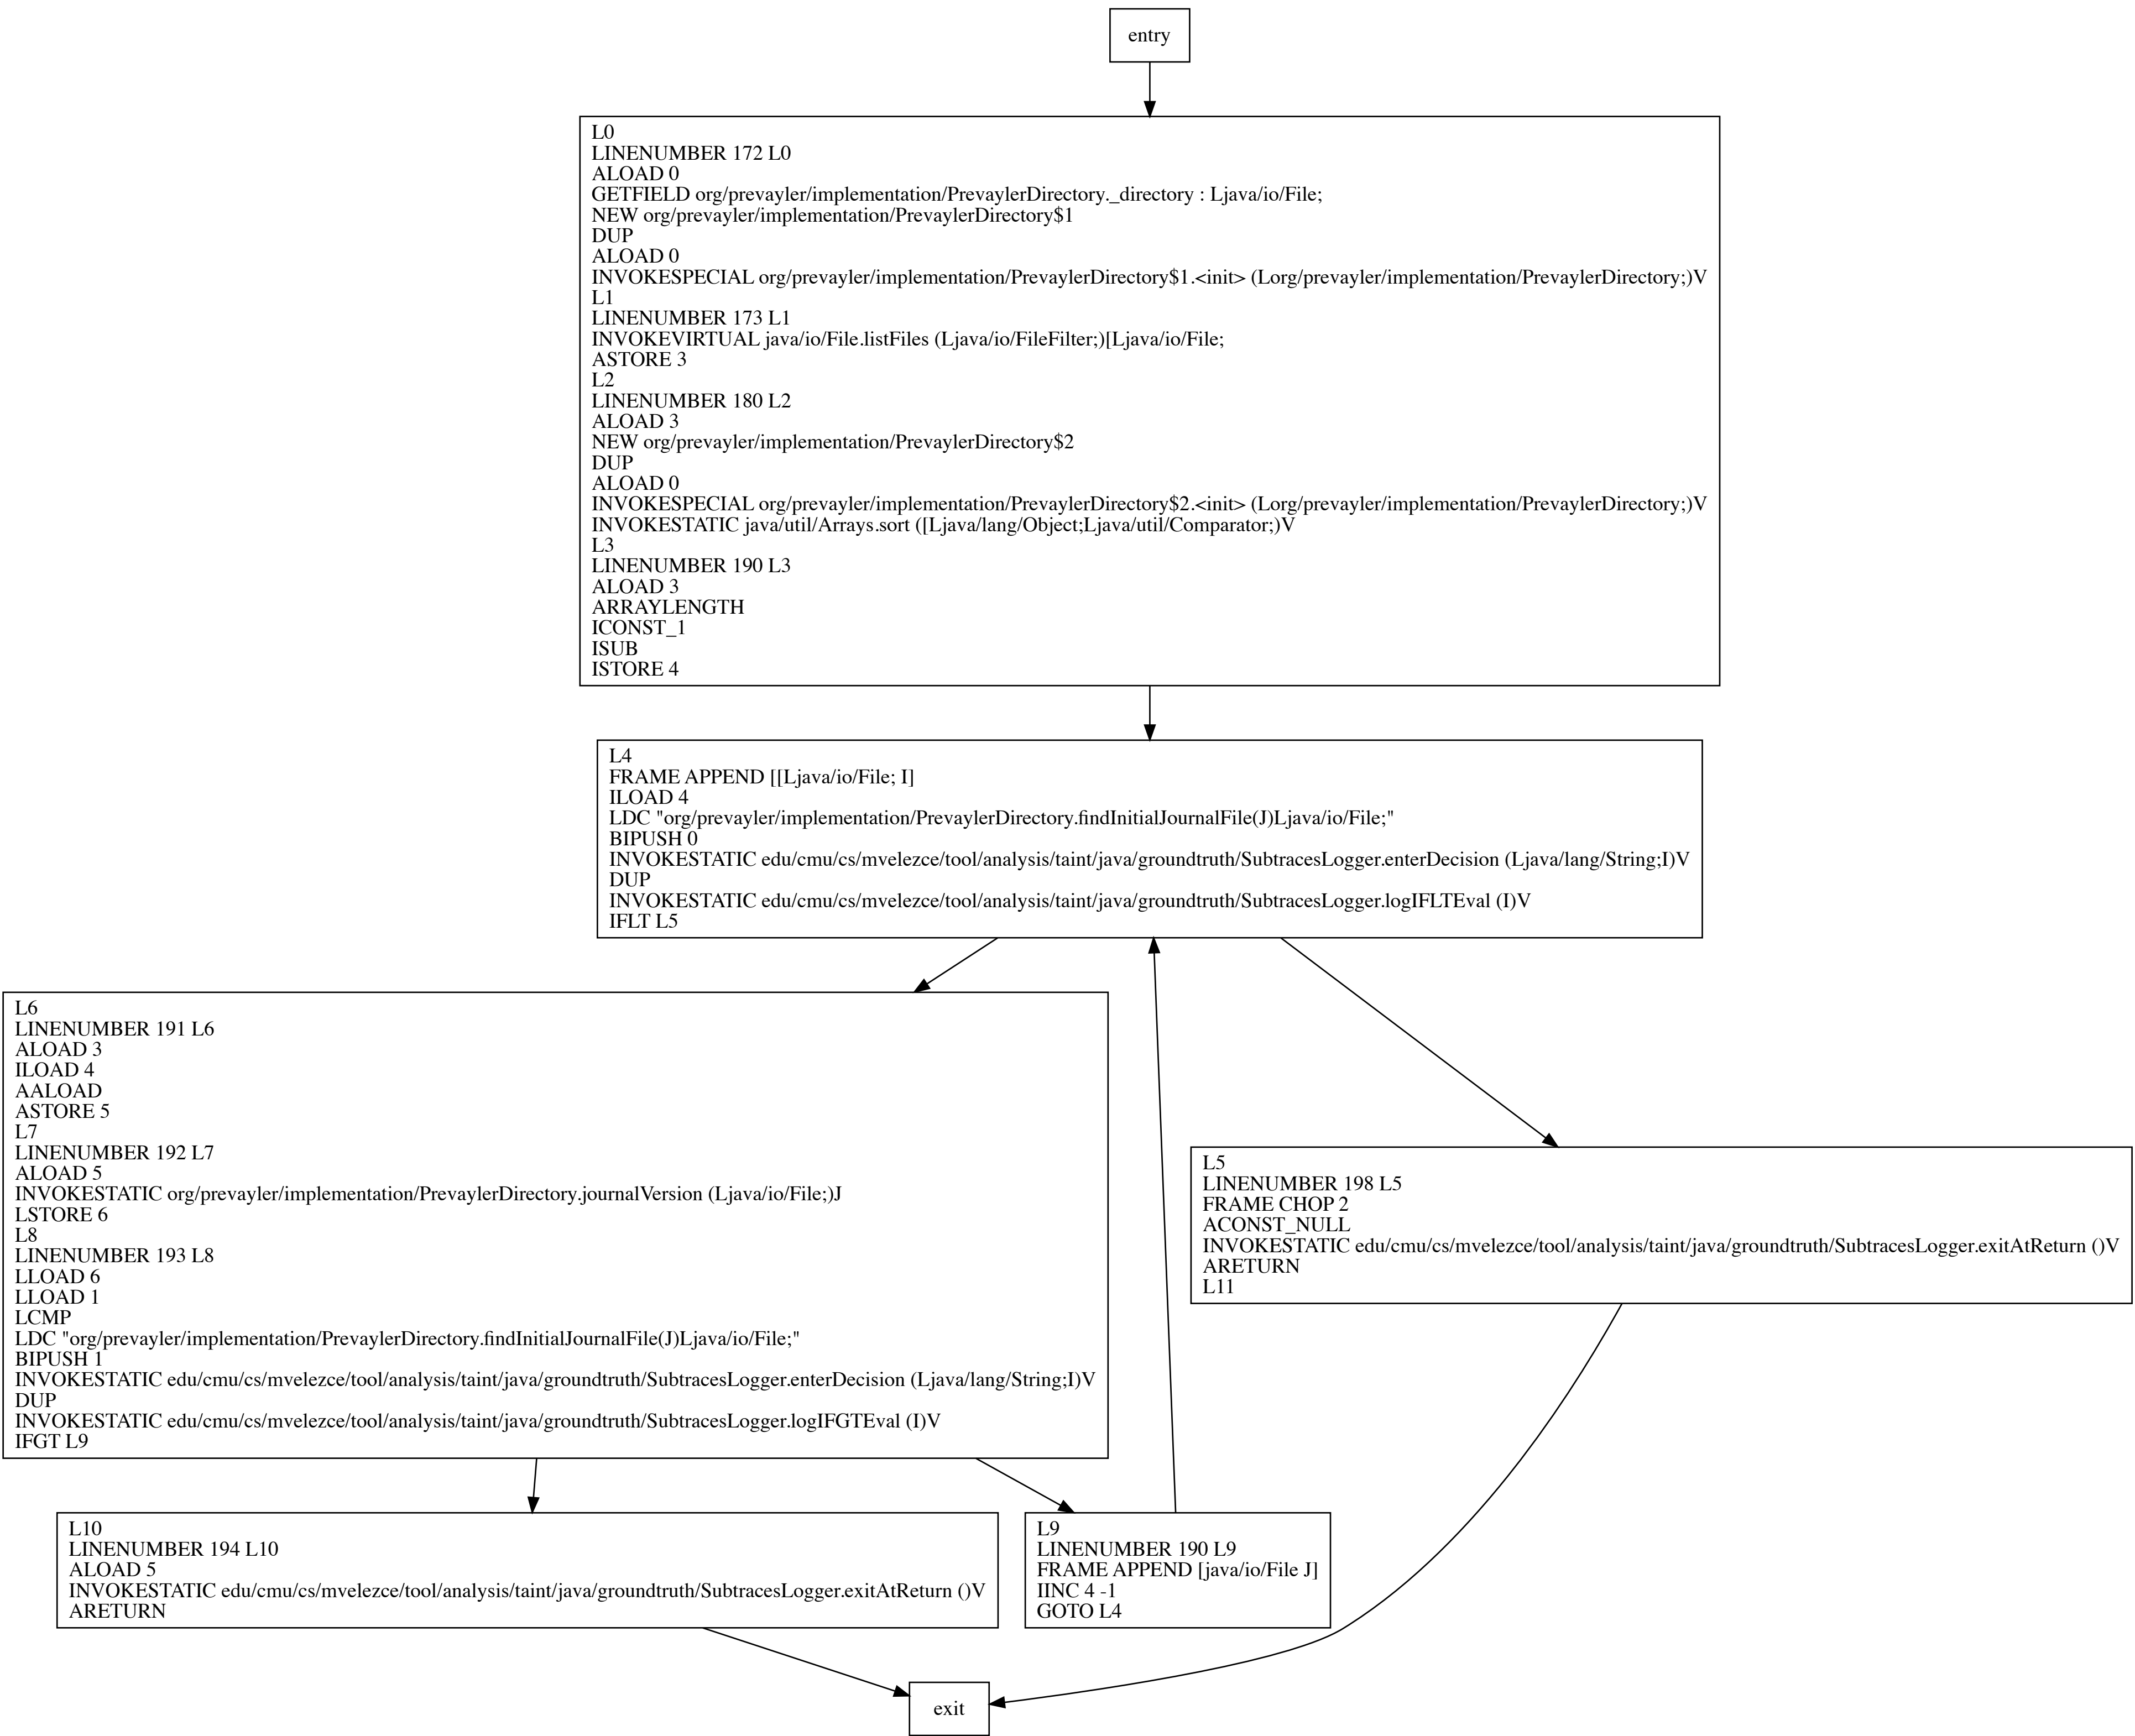 entry
L0
LINENUMBER 172 L0
ALOAD 0
GETFIELD org/prevayler/implementation/PrevaylerDirectory._directory : Ljava/io/File;
NEW org/prevayler/implementation/PrevaylerDirectory$1
DUP
ALOAD 0
INVOKESPECIAL org/prevayler/implementation/PrevaylerDirectory$1.<init> (Lorg/prevayler/implementation/PrevaylerDirectory;)V
L1
LINENUMBER 173 L1
INVOKEVIRTUAL java/io/File.listFiles (Ljava/io/FileFilter;)[Ljava/io/File;
ASTORE 3
L2
LINENUMBER 180 L2
ALOAD 3
NEW org/prevayler/implementation/PrevaylerDirectory$2
DUP
ALOAD 0
INVOKESPECIAL org/prevayler/implementation/PrevaylerDirectory$2.<init> (Lorg/prevayler/implementation/PrevaylerDirectory;)V
INVOKESTATIC java/util/Arrays.sort ([Ljava/lang/Object;Ljava/util/Comparator;)V
L3
LINENUMBER 190 L3
ALOAD 3
ARRAYLENGTH
ICONST_1
ISUB
ISTORE 4
L4
FRAME APPEND [[Ljava/io/File; I]
ILOAD 4
LDC "org/prevayler/implementation/PrevaylerDirectory.findInitialJournalFile(J)Ljava/io/File;"
BIPUSH 0
INVOKESTATIC edu/cmu/cs/mvelezce/tool/analysis/taint/java/groundtruth/SubtracesLogger.enterDecision (Ljava/lang/String;I)V
DUP
INVOKESTATIC edu/cmu/cs/mvelezce/tool/analysis/taint/java/groundtruth/SubtracesLogger.logIFLTEval (I)V
IFLT L5
L6
LINENUMBER 191 L6
ALOAD 3
ILOAD 4
AALOAD
ASTORE 5
L7
LINENUMBER 192 L7
ALOAD 5
INVOKESTATIC org/prevayler/implementation/PrevaylerDirectory.journalVersion (Ljava/io/File;)J
LSTORE 6
L8
LINENUMBER 193 L8
LLOAD 6
LLOAD 1
LCMP
LDC "org/prevayler/implementation/PrevaylerDirectory.findInitialJournalFile(J)Ljava/io/File;"
BIPUSH 1
INVOKESTATIC edu/cmu/cs/mvelezce/tool/analysis/taint/java/groundtruth/SubtracesLogger.enterDecision (Ljava/lang/String;I)V
DUP
INVOKESTATIC edu/cmu/cs/mvelezce/tool/analysis/taint/java/groundtruth/SubtracesLogger.logIFGTEval (I)V
IFGT L9
L5
LINENUMBER 198 L5
FRAME CHOP 2
ACONST_NULL
INVOKESTATIC edu/cmu/cs/mvelezce/tool/analysis/taint/java/groundtruth/SubtracesLogger.exitAtReturn ()V
ARETURN
L11
L10
LINENUMBER 194 L10
ALOAD 5
INVOKESTATIC edu/cmu/cs/mvelezce/tool/analysis/taint/java/groundtruth/SubtracesLogger.exitAtReturn ()V
ARETURN
L9
LINENUMBER 190 L9
FRAME APPEND [java/io/File J]
IINC 4 -1
GOTO L4
exit